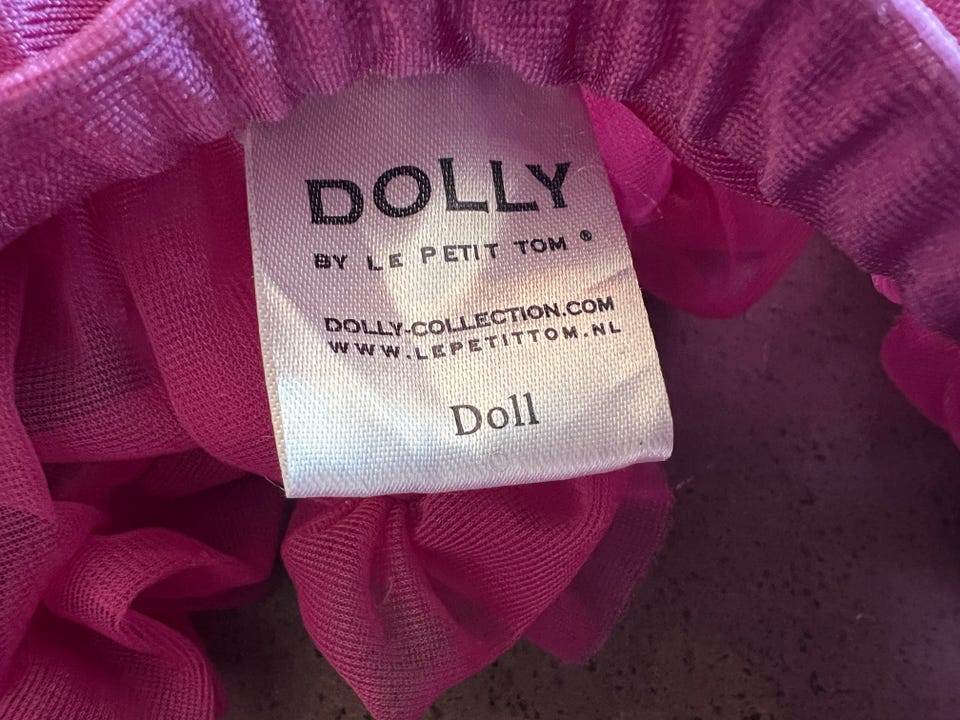 DOLLY
BY LE PETIT TOM ®
DOLLY-COLLECTION.COM
WWW.LEPETITTOM.NL
Doll